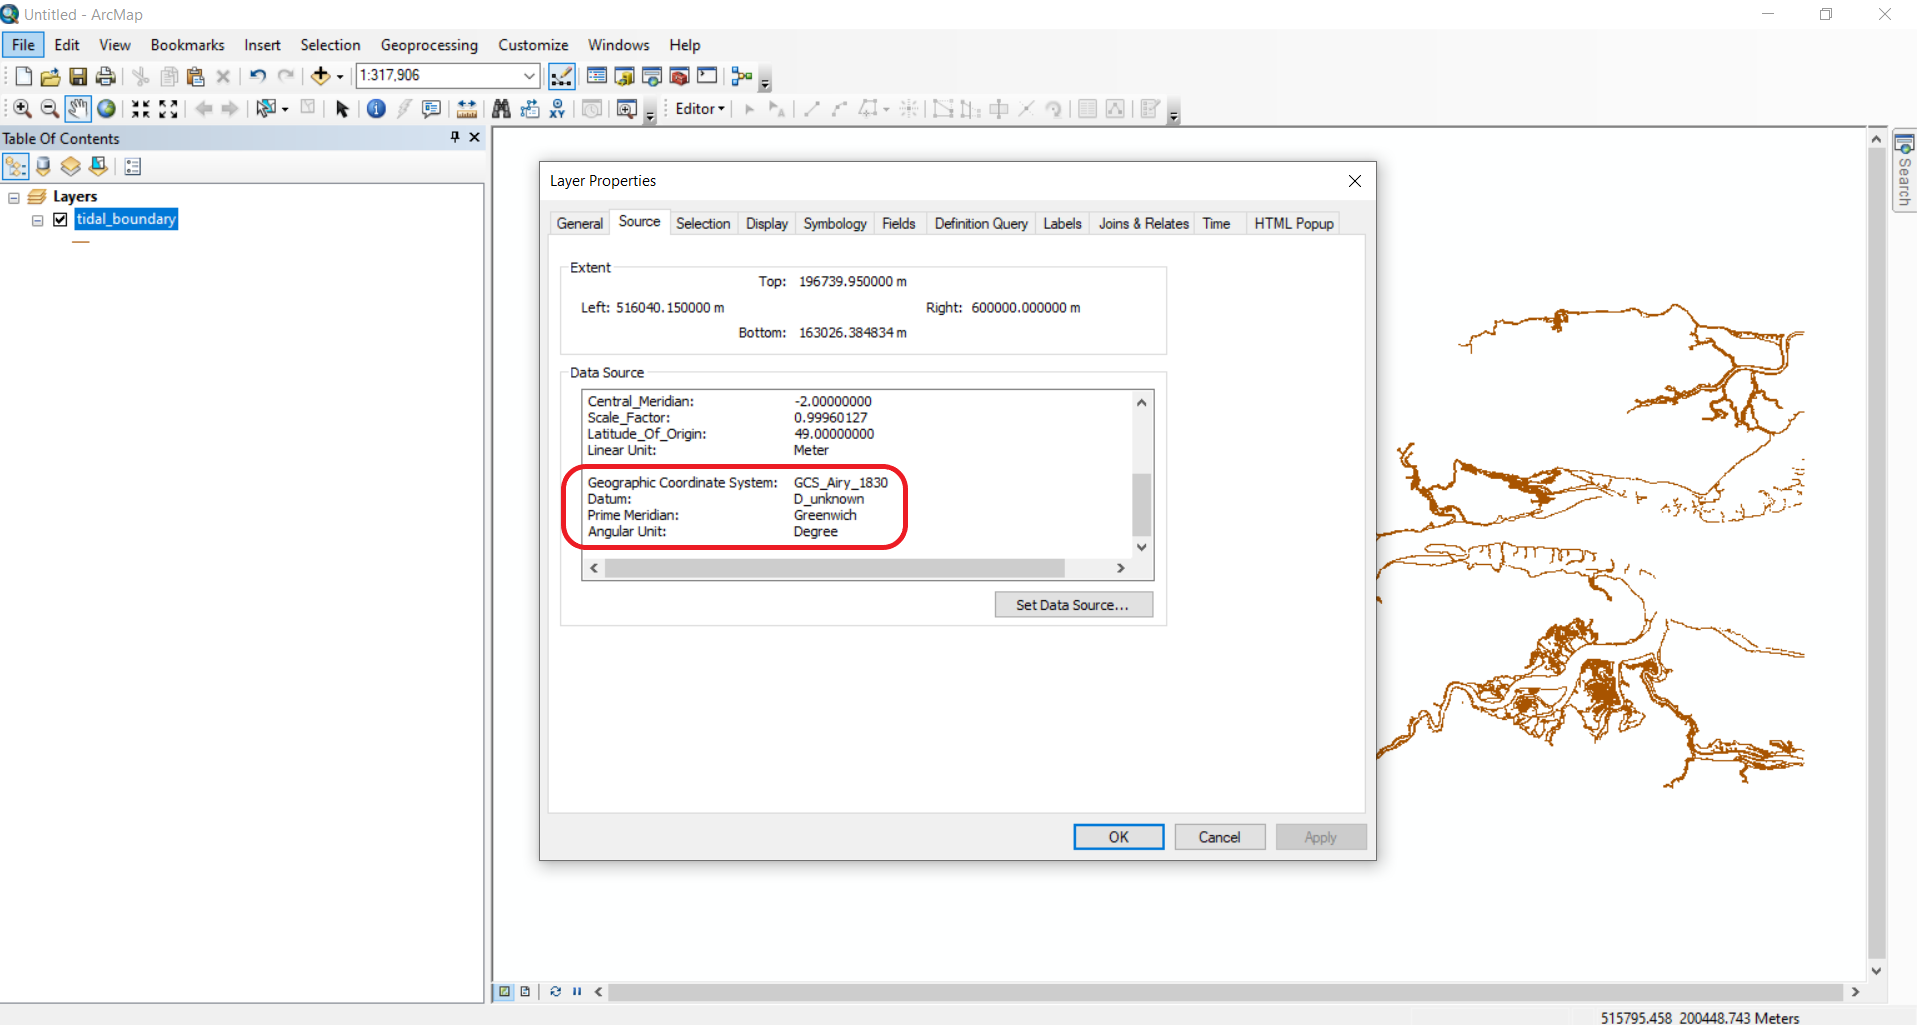 Untitled - ArcMap
File Edit View Bookmarks Insert Selection Geoprocessing Customize Windows Help
1:317,906
Editor
Table Of Contents
Layers
tidal_boundary
Search
Layer Properties
General Source Selection Display Symbology Fields Definition Query Labels Joins & Relates Time HTML Popup
Extent
Top: 196739.950000 m
Left: 516040.150000 m Right: 600000.000000 m
Bottom: 163026.384834 m
Data Source
Central_Meridian: -2.00000000
Scale_Factor: 0.99960127
Latitude_Of_Origin: 49.00000000
Linear Unit: Meter
Geographic Coordinate System: GCS_Airy_1830
Datum: D_unknown
Prime Meridian: Greenwich
Angular Unit: Degree
Set Data Source...
OK Cancel Apply
515795.458 200448.743 Meters